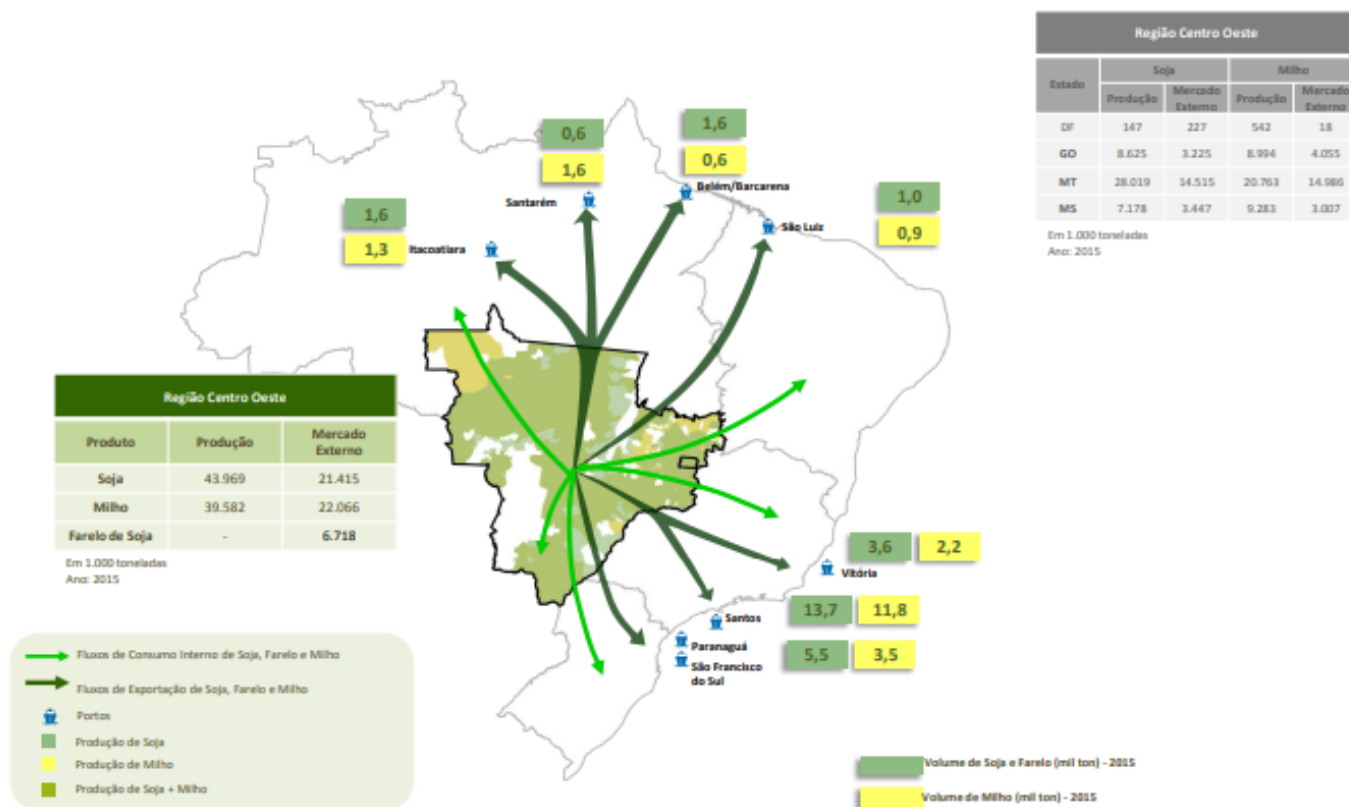 Região Centro Oeste
Estado Soja Milho
Produção Mercado Externo Produção Mercado Externo
DF 147 227 542 18
GO 8.625 3.225 8.994 4.055
MT 28.019 14.515 20.763 14.986
MS 7.178 3.447 9.283 3.007
Em 1.000 toneladas
Ano: 2015
0,6
1,6
Santarém
1,6
0,6
Belém/Barcarena
1,0
0,9
São Luiz
1,6
1,3
Itacoatiara
Região Centro Oeste
Produto Produção Mercado Externo
Soja 43.969 21.415
Milho 39.582 22.066
Farelo de Soja - 6.718
Em 1.000 toneladas
Ano: 2015
3,6 2,2
Vitória
Santos 13,7 11,8
Paranaguá
São Francisco
do Sul
5,5 3,5
Fluxos de Consumo Interno de Soja, Farelo e Milho
Fluxos de Exportação de Soja, Farelo e Milho
Portos
Produção de Soja
Produção de Milho
Produção de Soja + Milho
Volume de Soja e Farelo (mil ton) - 2015
Volume de Milho (mil ton) - 2015